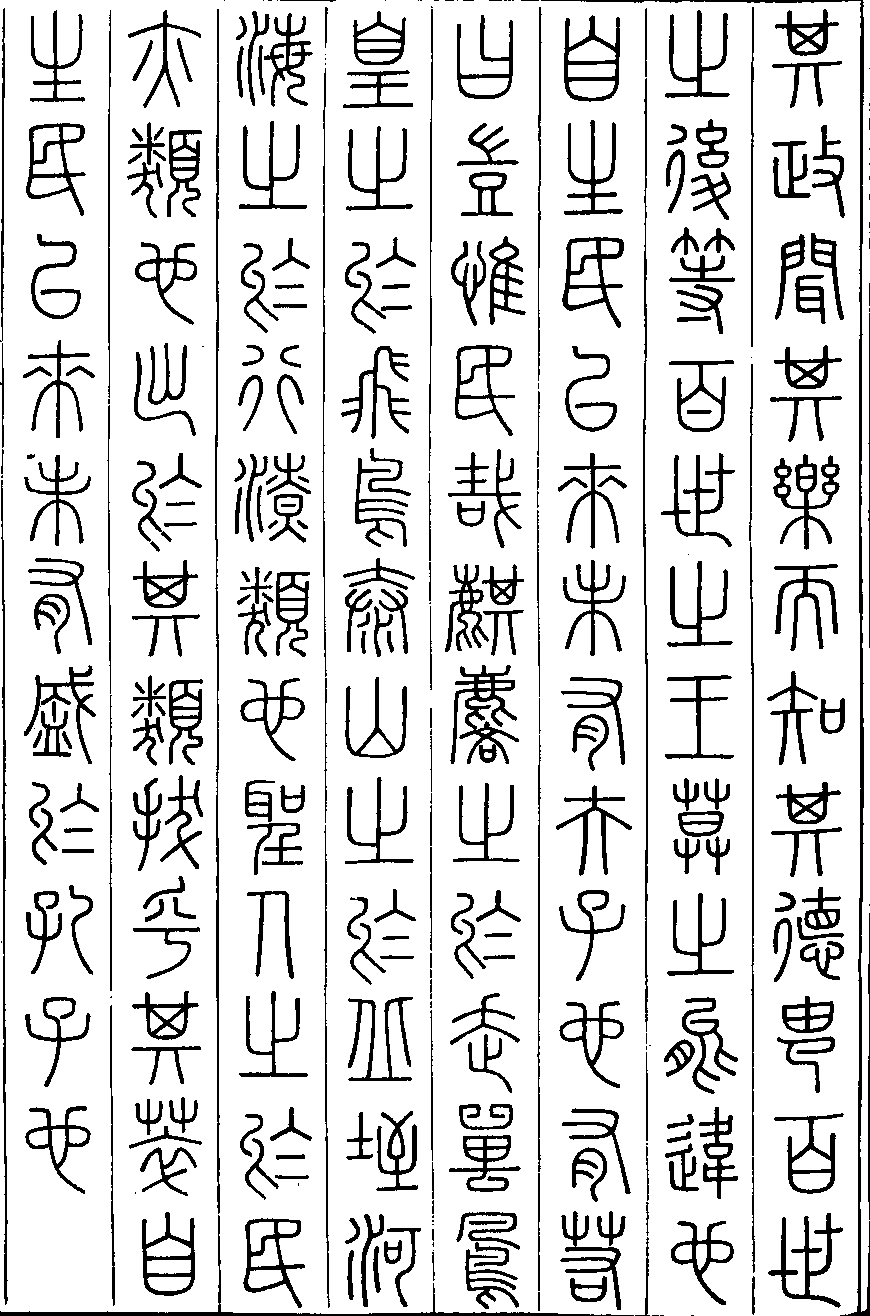 其政聞其樂而知其德由百世
之後等百世之王莫之能違也
自生民以來未有夫子也有若
曰豈惟民哉麒麐之於走嘼鳳
皇之於飛鳥泰山之於丘垤河
海之於行潦類也聖人之於民
亦類也出於其類拔乎其萃自
生民以來未有盛於孔子也